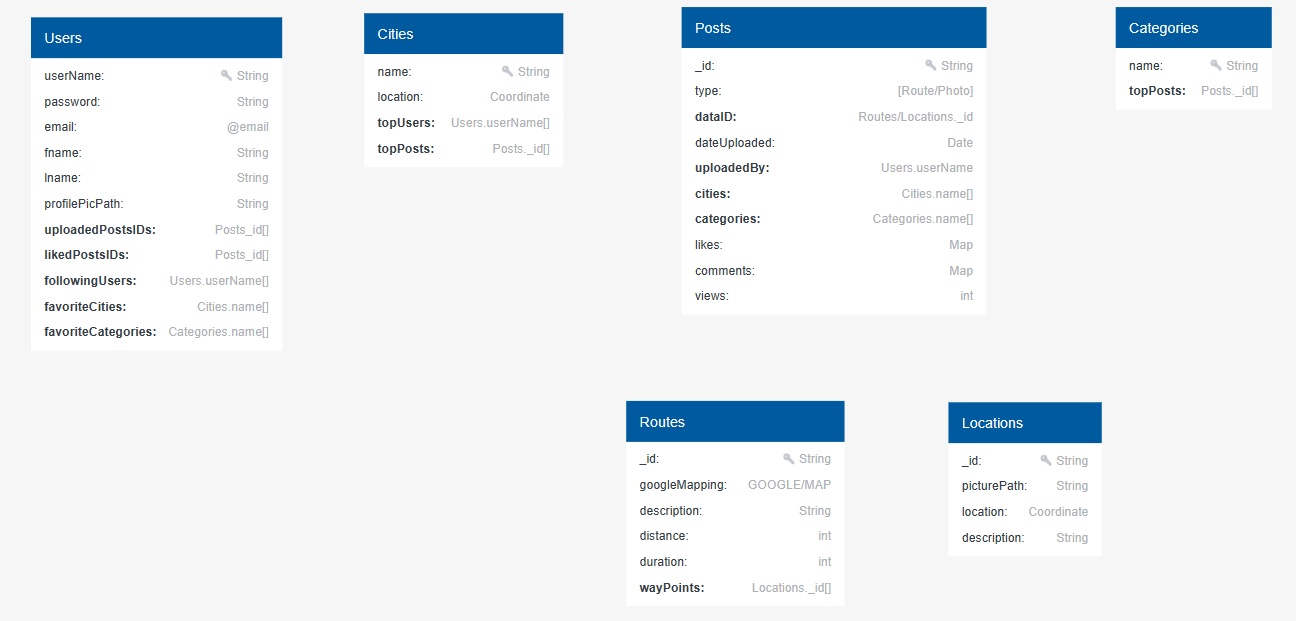 Users
userName: String
password: String
email: @email
fname: String
lname: String
profilePicPath: String
uploadedPostsIDs: Posts_id[]
likedPostsIDs: Posts_id[]
followingUsers: Users.userName[]
favoriteCities: Cities.name[]
favoriteCategories: Categories.name[]
Cities
name: String
location: Coordinate
topUsers: Users.userName[]
topPosts: Posts._id[]
Posts
_id: String
type: [Route/Photo]
dataID: Routes/Locations._id
dateUploaded: Date
uploadedBy: Users.userName
cities: Cities.name[]
categories: Categories.name[]
likes: Map
comments: Map
views: int
Categories
name: String
topPosts: Posts._id[]
Routes
_id: String
googleMapping: GOOGLE/MAP
description: String
distance: int
duration: int
wayPoints: Locations._id[]
Locations
_id: String
picturePath: String
location: Coordinate
description: String